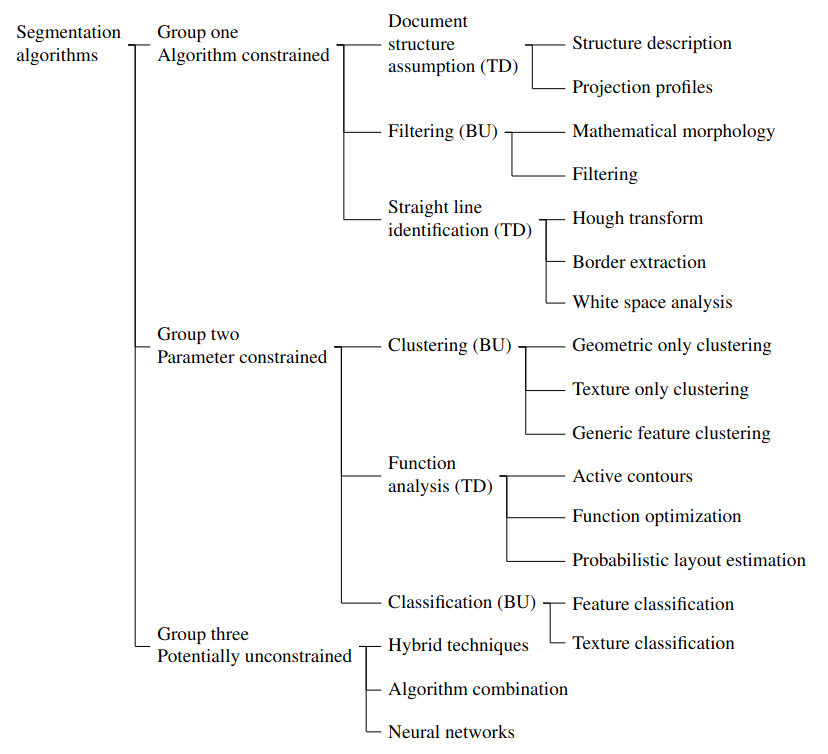 Segmentation
algorithms
Group one
Algorithm constrained
Document
structure
assumption (TD)
Structure description
Projection profiles
Filtering (BU)
Mathematical morphology
Filtering
Straight line
identification (TD)
Hough transform
Border extraction
White space analysis
Group two
Parameter constrained
Clustering (BU)
Geometric only clustering
Texture only clustering
Generic feature clustering
Function
analysis (TD)
Active contours
Function optimization
Probabilistic layout estimation
Classification (BU)
Feature classification
Texture classification
Group three
Potentially unconstrained
Hybrid techniques
Algorithm combination
Neural networks